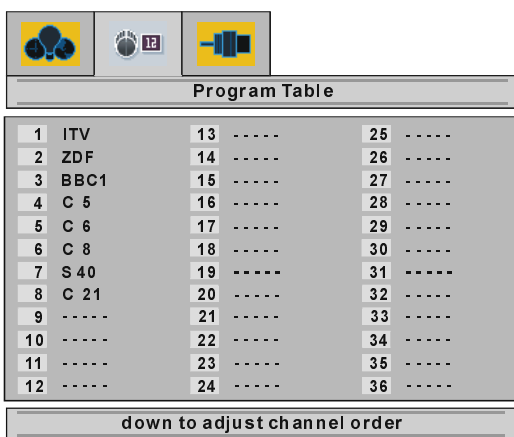 12
Program Table
1 ITV 13 ----- 25 -----
2 ZDF 14 ----- 26 -----
3 BBC1 15 ----- 27 -----
4 C 5 16 ----- 28 -----
5 C 6 17 ----- 29 -----
6 C 8 18 ----- 30 -----
7 S 40 19 ----- 31 -----
8 C 21 20 ----- 32 -----
9 ----- 21 ----- 33 -----
10 ----- 22 ----- 34 -----
11 ----- 23 ----- 35 -----
12 ----- 24 ----- 36 -----
down to adjust channel order